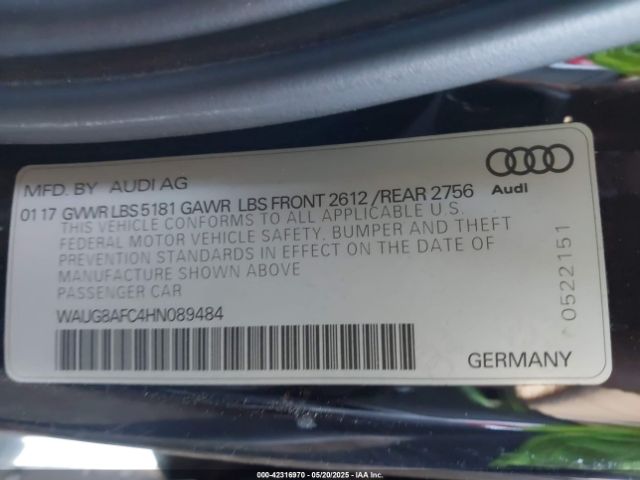 MFD. BY AUDI AG
Audi
01 17 GVWR LBS 5181 GAWR LBS FRONT 2612 / REAR 2756
THIS VEHICLE CONFORMS TO ALL APPLICABLE U.S.
FEDERAL MOTOR VEHICLE SAFETY, BUMPER AND THEFT
PREVENTION STANDARDS IN EFFECT ON THE DATE OF
MANUFACTURE SHOWN ABOVE
PASSENGER CAR
WAUG8AFC4HN089484
0522151
GERMANY
000-42316970 — 05/20/2025 — IAA